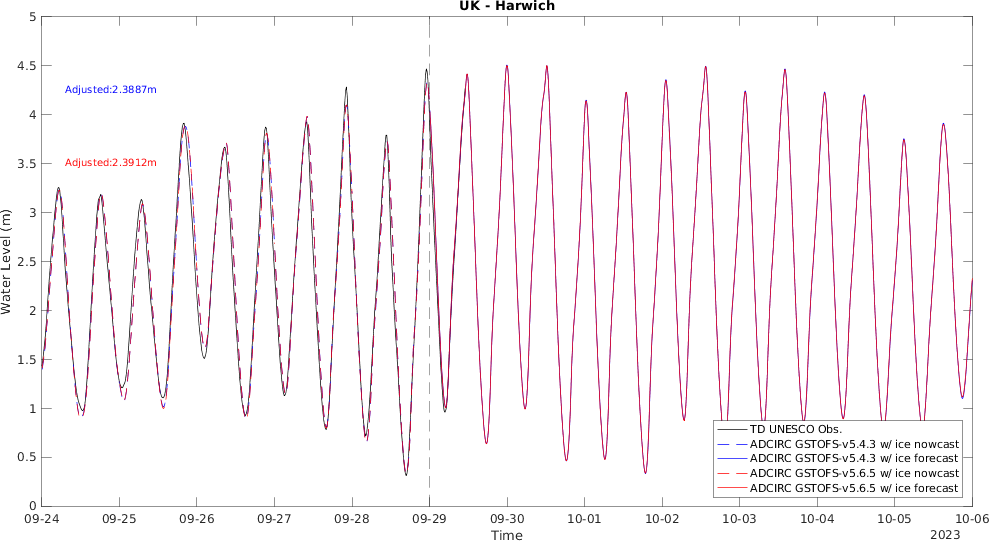 UK - Harwich
5
4.5
4
3.5
3
2.5
2
1.5
1
0.5
0
Water Level (m)
Adjusted:2.3887m
Adjusted:2.3912m
TD UNESCO Obs.
ADCIRC GSTOFS-v5.4.3 w/ ice nowcast
ADCIRC GSTOFS-v5.4.3 w/ ice forecast
ADCIRC GSTOFS-v5.6.5 w/ ice nowcast
ADCIRC GSTOFS-v5.6.5 w/ ice forecast
09-24 09-25 09-26 09-27 09-28 09-29 09-30 10-01 10-02 10-03 10-04 10-05 10-06
Time
2023